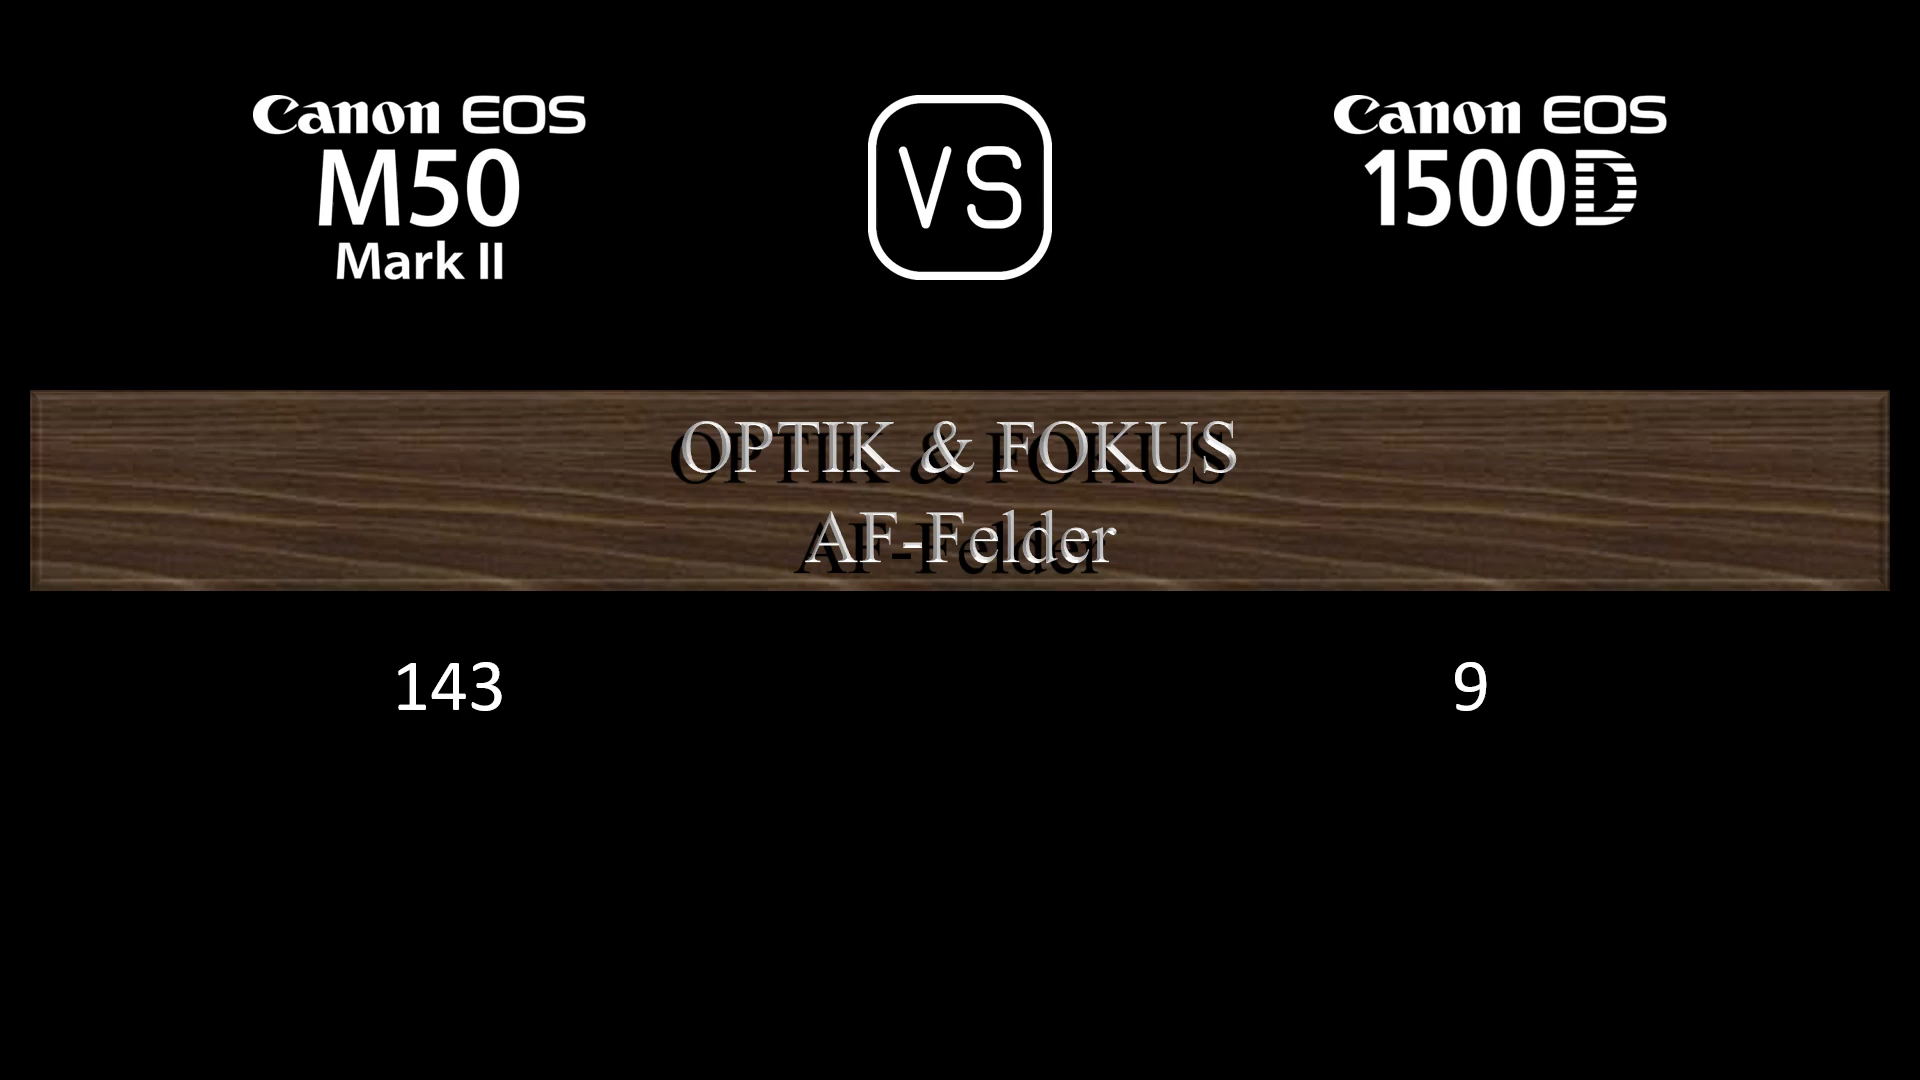 Canon EOS
M50
Mark II
VS
Canon EOS
1500D
OPTIK & FOKUS
AF-Felder
143
9